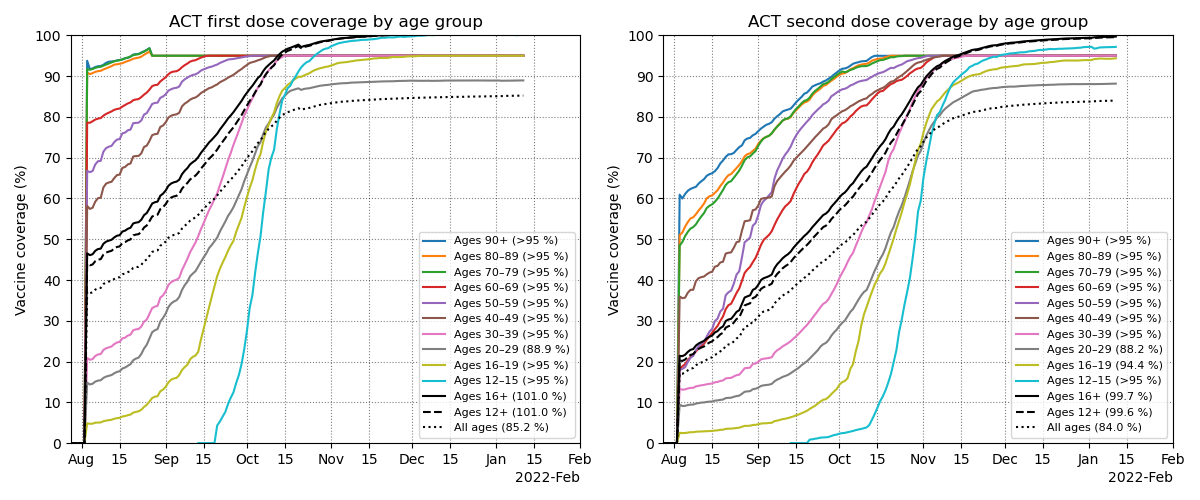 ACT first dose coverage by age group
Vaccine coverage (%)
100
90
80
70
60
50
40
30
20
10
0
Aug 15 Sep 15 Oct 15 Nov 15 Dec 15 Jan 15 Feb
2022-Feb
Ages 90+ (>95 %)
Ages 80–89 (>95 %)
Ages 70–79 (>95 %)
Ages 60–69 (>95 %)
Ages 50–59 (>95 %)
Ages 40–49 (>95 %)
Ages 30–39 (>95 %)
Ages 20–29 (88.9 %)
Ages 16–19 (>95 %)
Ages 12–15 (>95 %)
Ages 16+ (101.0 %)
Ages 12+ (101.0 %)
All ages (85.2 %)
ACT second dose coverage by age group
Vaccine coverage (%)
100
90
80
70
60
50
40
30
20
10
0
Aug 15 Sep 15 Oct 15 Nov 15 Dec 15 Jan 15 Feb
2022-Feb
Ages 90+ (>95 %)
Ages 80–89 (>95 %)
Ages 70–79 (>95 %)
Ages 60–69 (>95 %)
Ages 50–59 (>95 %)
Ages 40–49 (>95 %)
Ages 30–39 (>95 %)
Ages 20–29 (88.2 %)
Ages 16–19 (94.4 %)
Ages 12–15 (>95 %)
Ages 16+ (99.7 %)
Ages 12+ (99.6 %)
All ages (84.0 %)